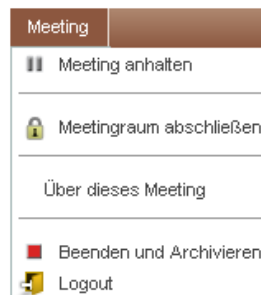 Meeting
Meeting anhalten
Meetingraum abschließen
Über dieses Meeting
Beenden und Archivieren
Logout